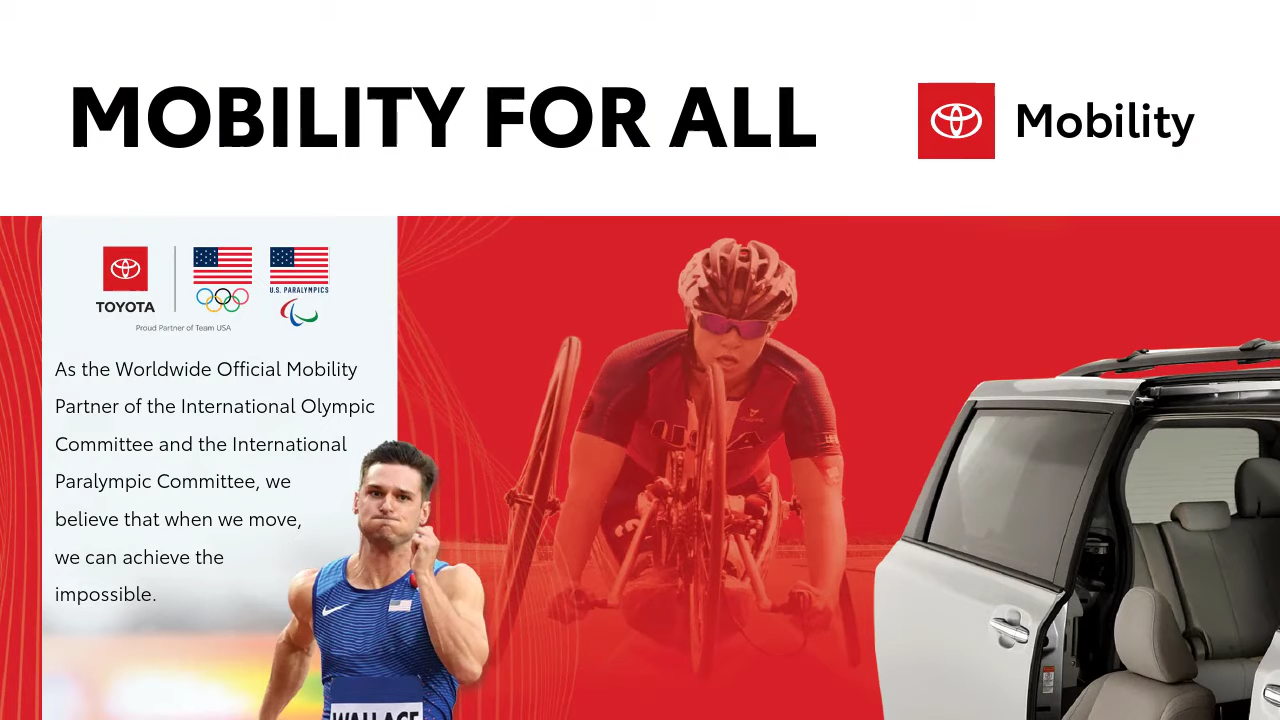 MOBILITY FOR ALL
Mobility
TOYOTA
U.S. PARALYMPICS
Proud Partner of Team USA
As the Worldwide Official Mobility
Partner of the International Olympic
Committee and the International
Paralympic Committee, we
believe that when we move,
we can achieve the
impossible.
WALLACE